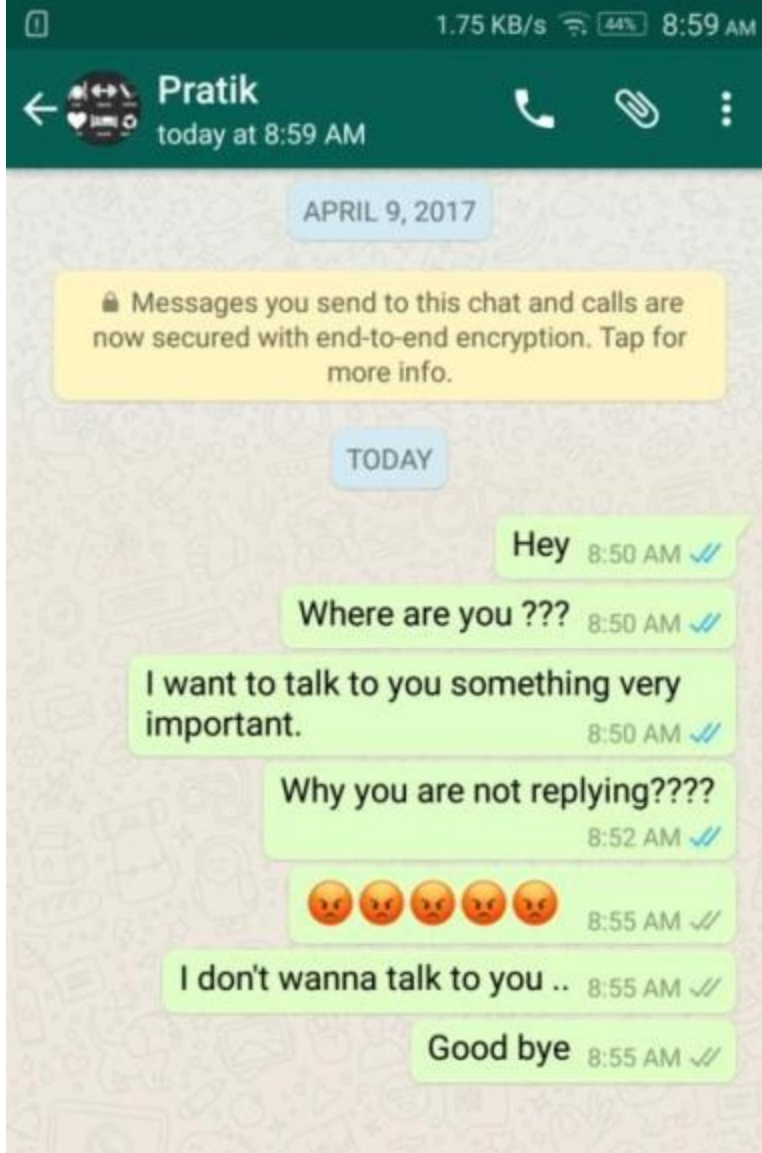 1.75 KB/s 44% 8:59 AM
Pratik
today at 8:59 AM
APRIL 9, 2017
Messages you send to this chat and calls are
now secured with end-to-end encryption. Tap for
more info.
TODAY
Hey 8:50 AM
Where are you ??? 8:50 AM
I want to talk to you something very
important. 8:50 AM
Why you are not replying????
8:52 AM
😡😡😡😡😡 8:55 AM
I don't wanna talk to you .. 8:55 AM
Good bye 8:55 AM